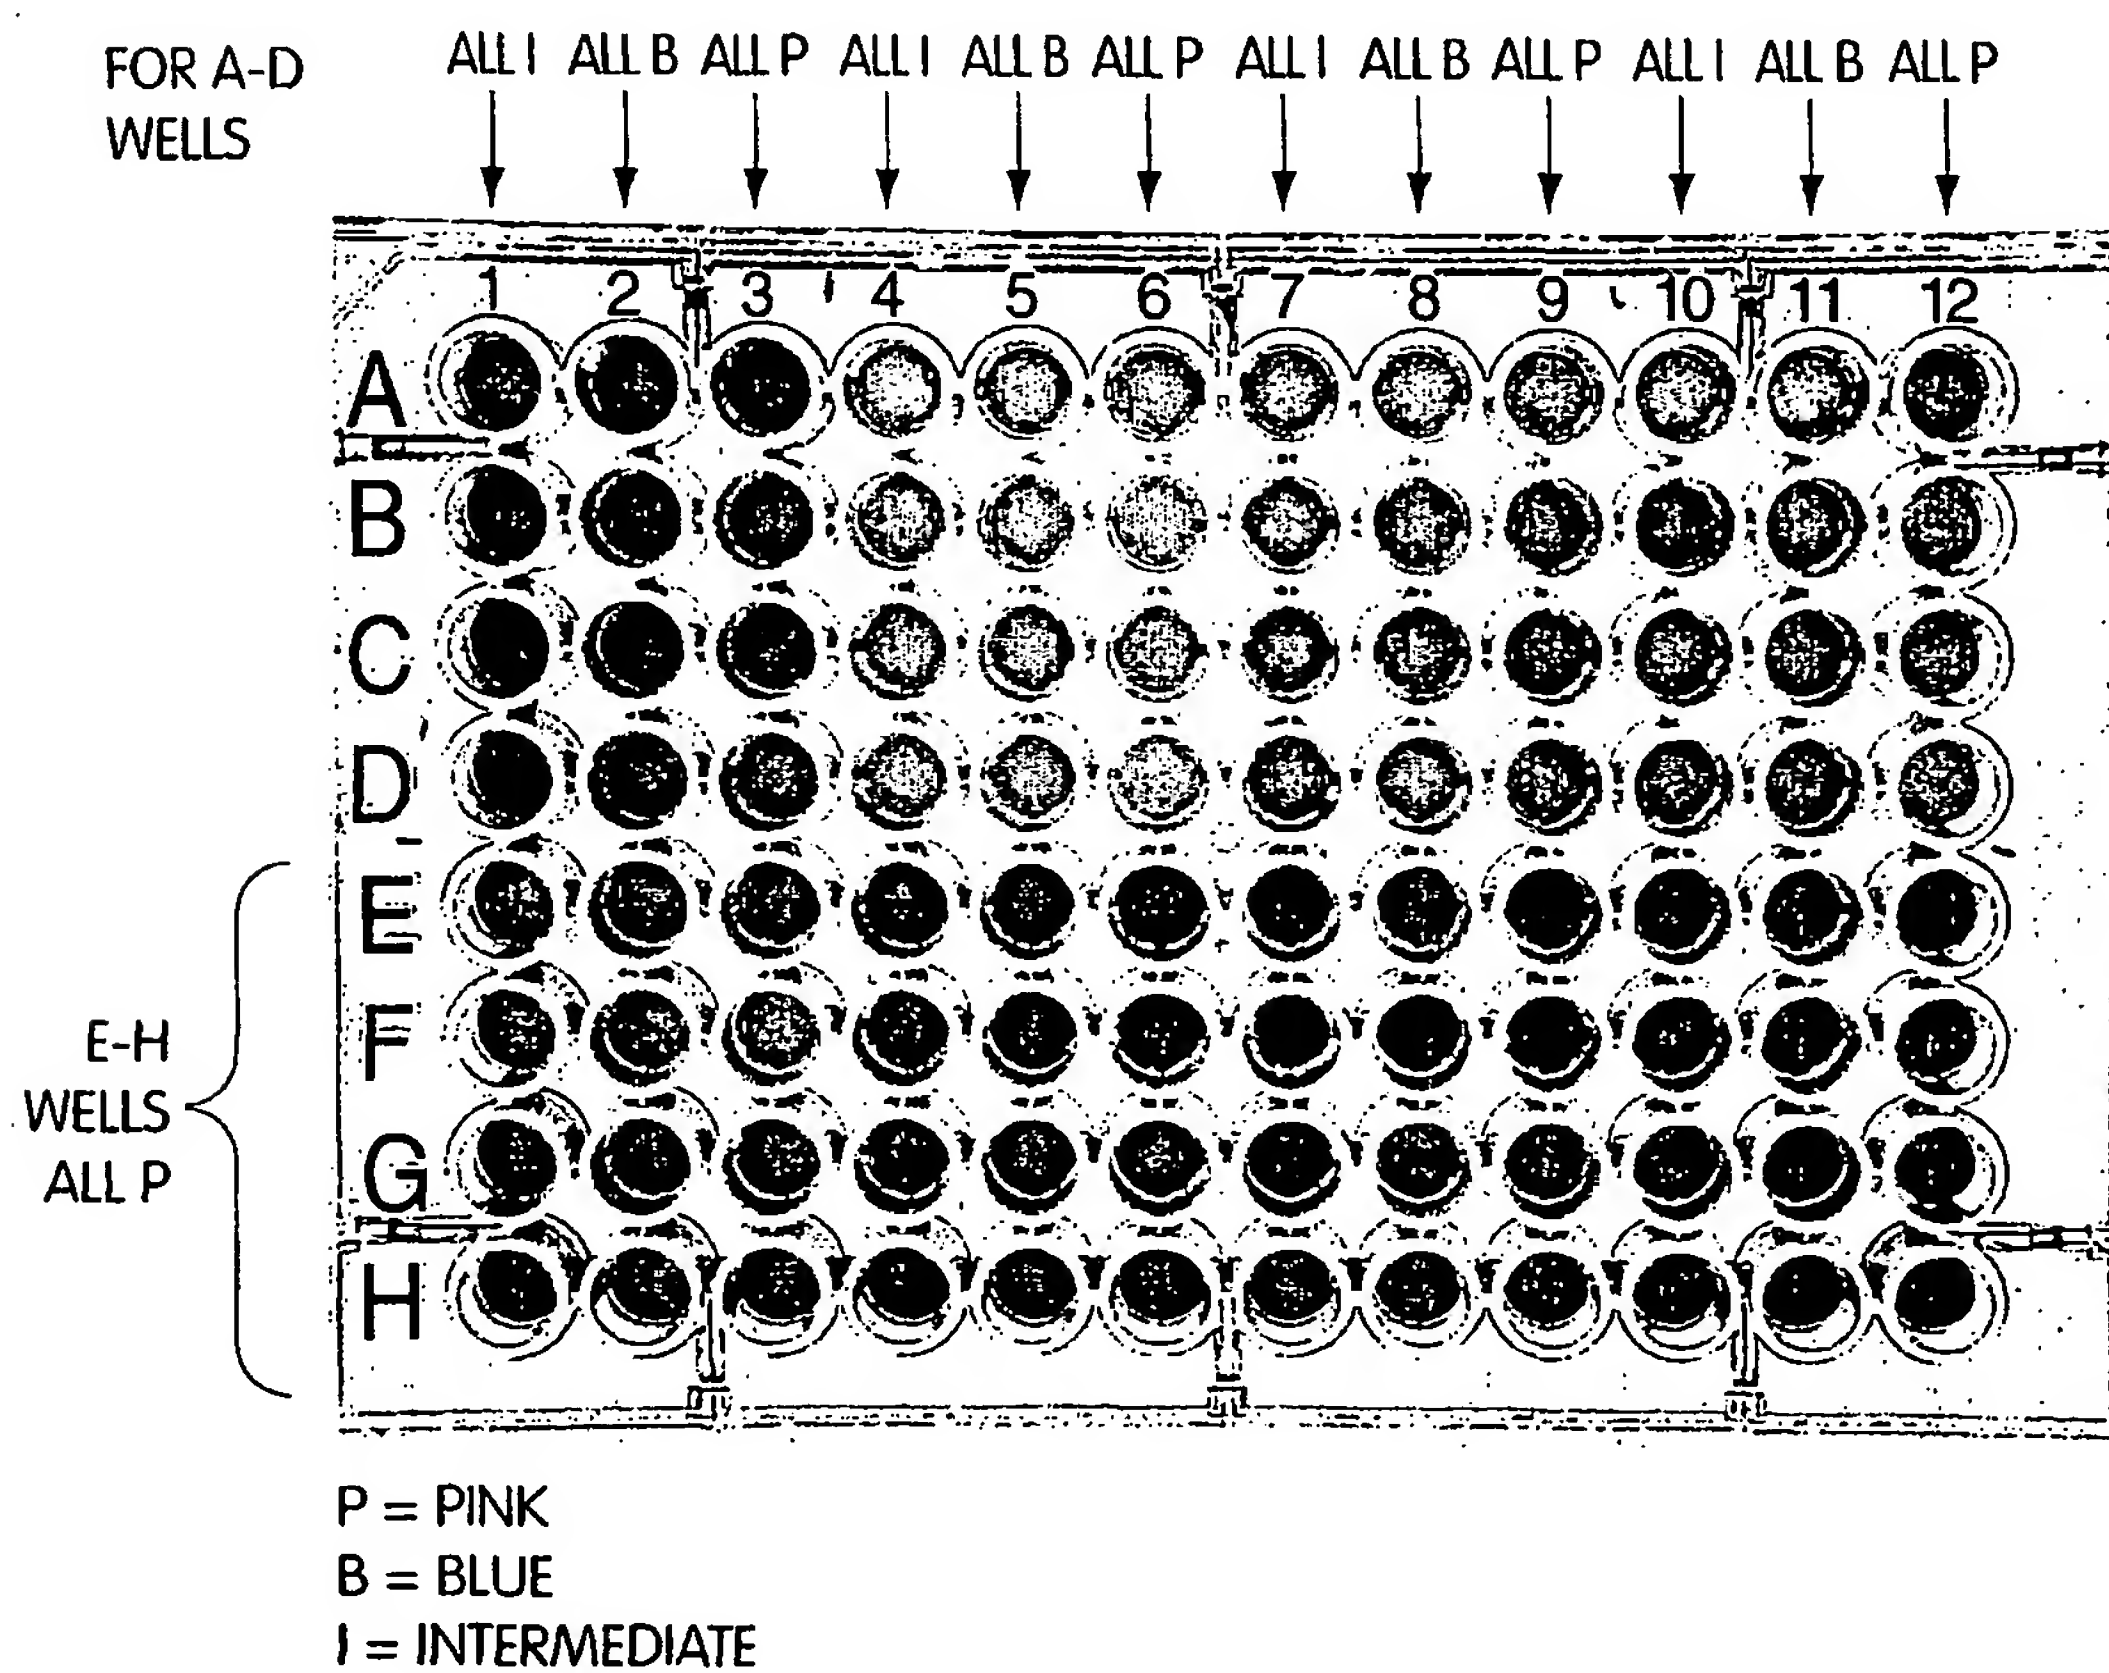 FOR A-D
WELLS
ALL I ALL B ALL P ALL I ALL B ALL P ALL I ALL B ALL P ALL I ALL B ALL P
1 2 3 4 5 6 7 8 9 10 11 12
A
B
C
D
E
F
G
H
E-H
WELLS
ALL P
P = PINK
B = BLUE
I = INTERMEDIATE